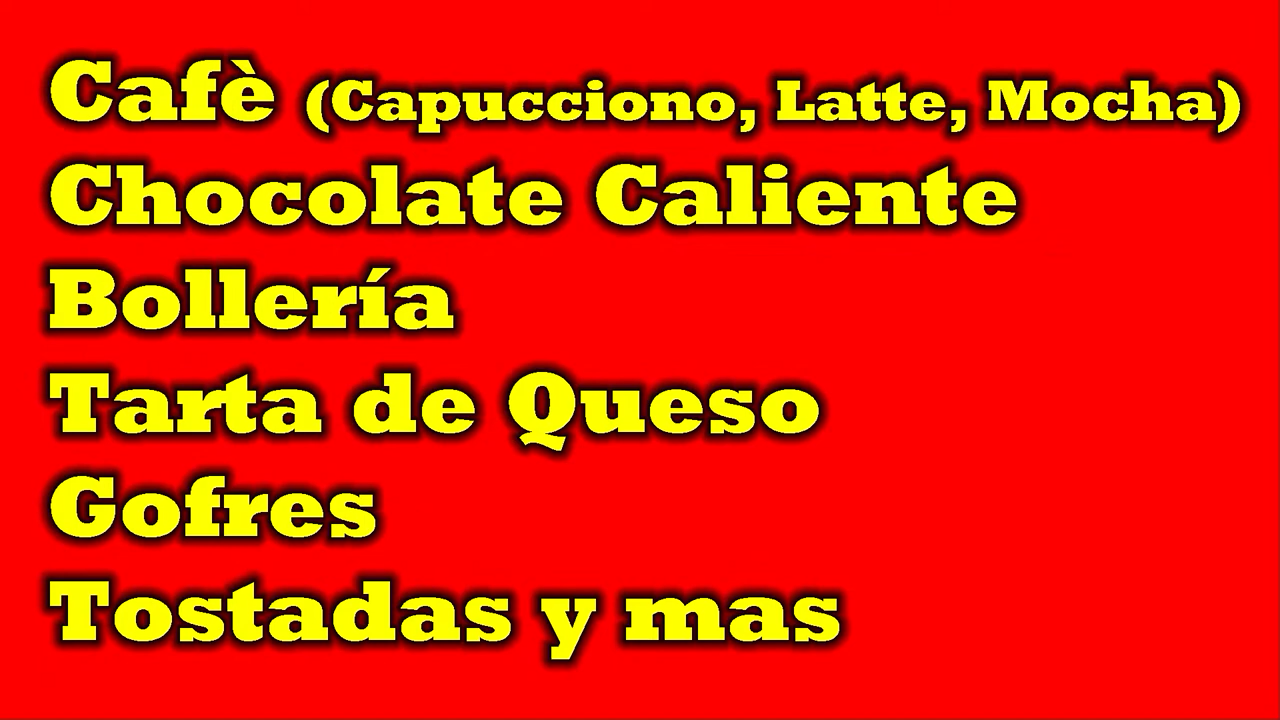 Cafè (Capucciono, Latte, Mocha)
Chocolate Caliente
Bollería
Tarta de Queso
Gofres
Tostadas y mas